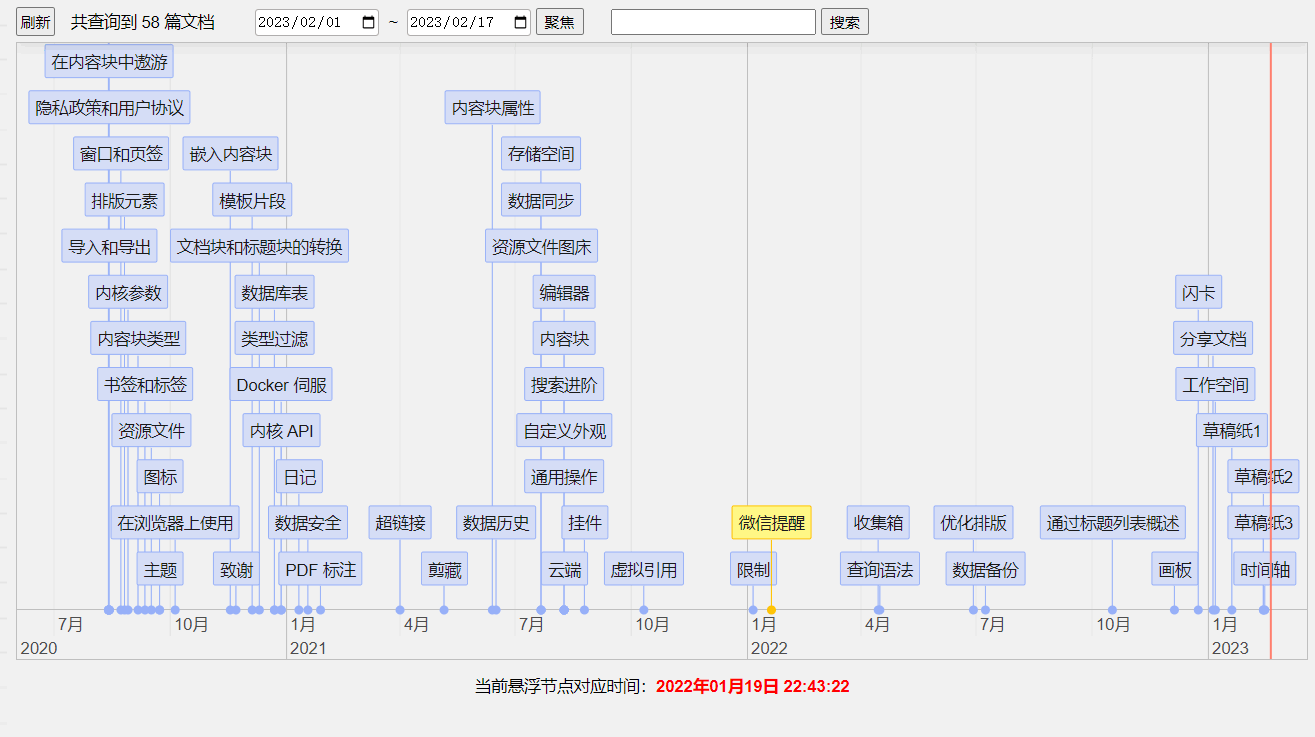 刷新 共查询到 58 篇文档 2023/02/01 ~ 2023/02/17 聚焦 搜索
在内容块中遨游
隐私政策和用户协议 内容块属性
窗口和页签 嵌入内容块 存储空间
排版元素 模板片段 数据同步
导入和导出 文档块和标题块的转换 资源文件图床
内核参数 数据库表 编辑器 闪卡
内容块类型 类型过滤 内容块 分享文档
书签和标签 Docker 伺服 搜索进阶 工作空间
资源文件 内核 API 自定义外观 草稿纸1
图标 日记 通用操作 草稿纸2
在浏览器上使用 数据安全 超链接 数据历史 挂件 微信提醒 收集箱 优化排版 通过标题列表概述 草稿纸3
主题 致谢 PDF 标注 剪藏 云端 虚拟引用 限制 查询语法 数据备份 画板 时间轴
7月 10月 1月 4月 7月 10月 1月 4月 7月 10月 1月
2020 2021 2022 2023
当前悬浮节点对应时间：2022年01月19日 22:43:22